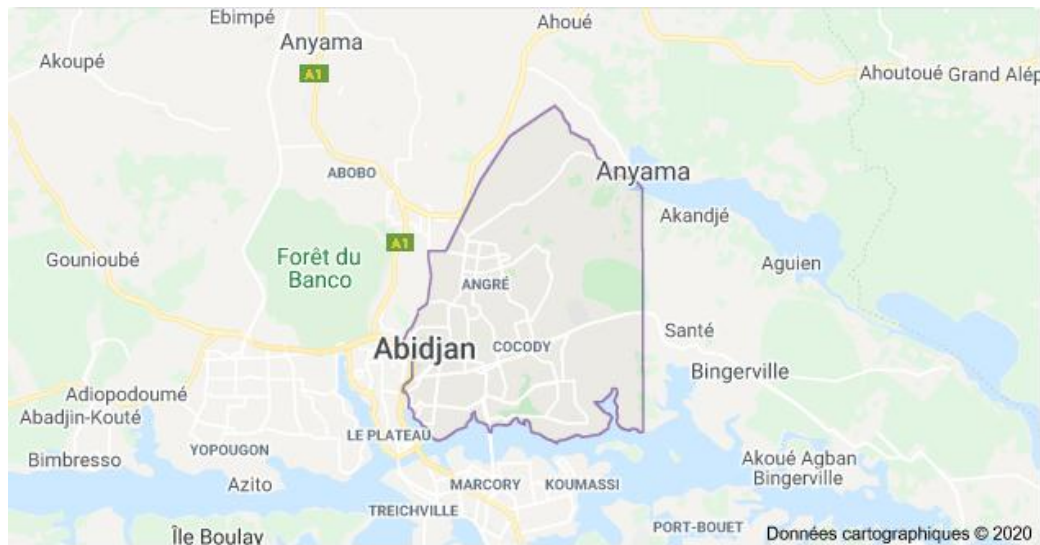 Ebimpé
Ahoué
Anyama
Akoupé
A1
Ahoutoué
Grand Alép
ABOBO
Anyama
Akandjé
A1
Gounioubé
Forêt du
Banco
Aguien
ANGRÉ
Santé
Abidjan
COCODY
Bingerville
Adiopodoumé
Abadjin-Kouté
LE PLATEAU
Bimbresso
YOPOUGON
Akoué Agban
Bingerville
Azito
MARCORY
KOUMASSI
TREICHVILLE
PORT-BOUET
Île Boulay
Données cartographiques © 2020